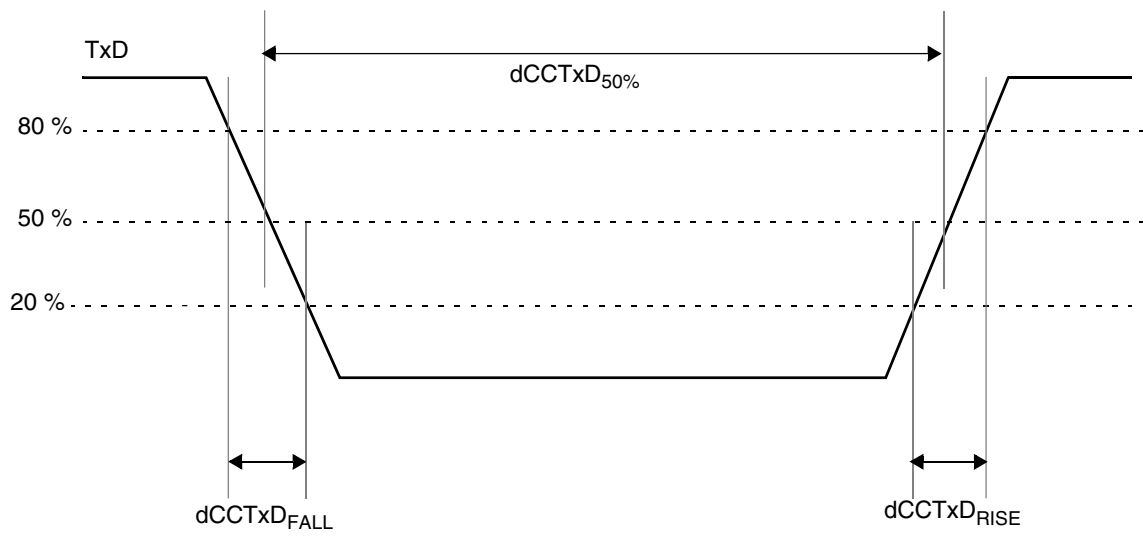 TxD
dCCTxD50%
80 %
50 %
20 %
dCCTxDFALL
dCCTxDRISE